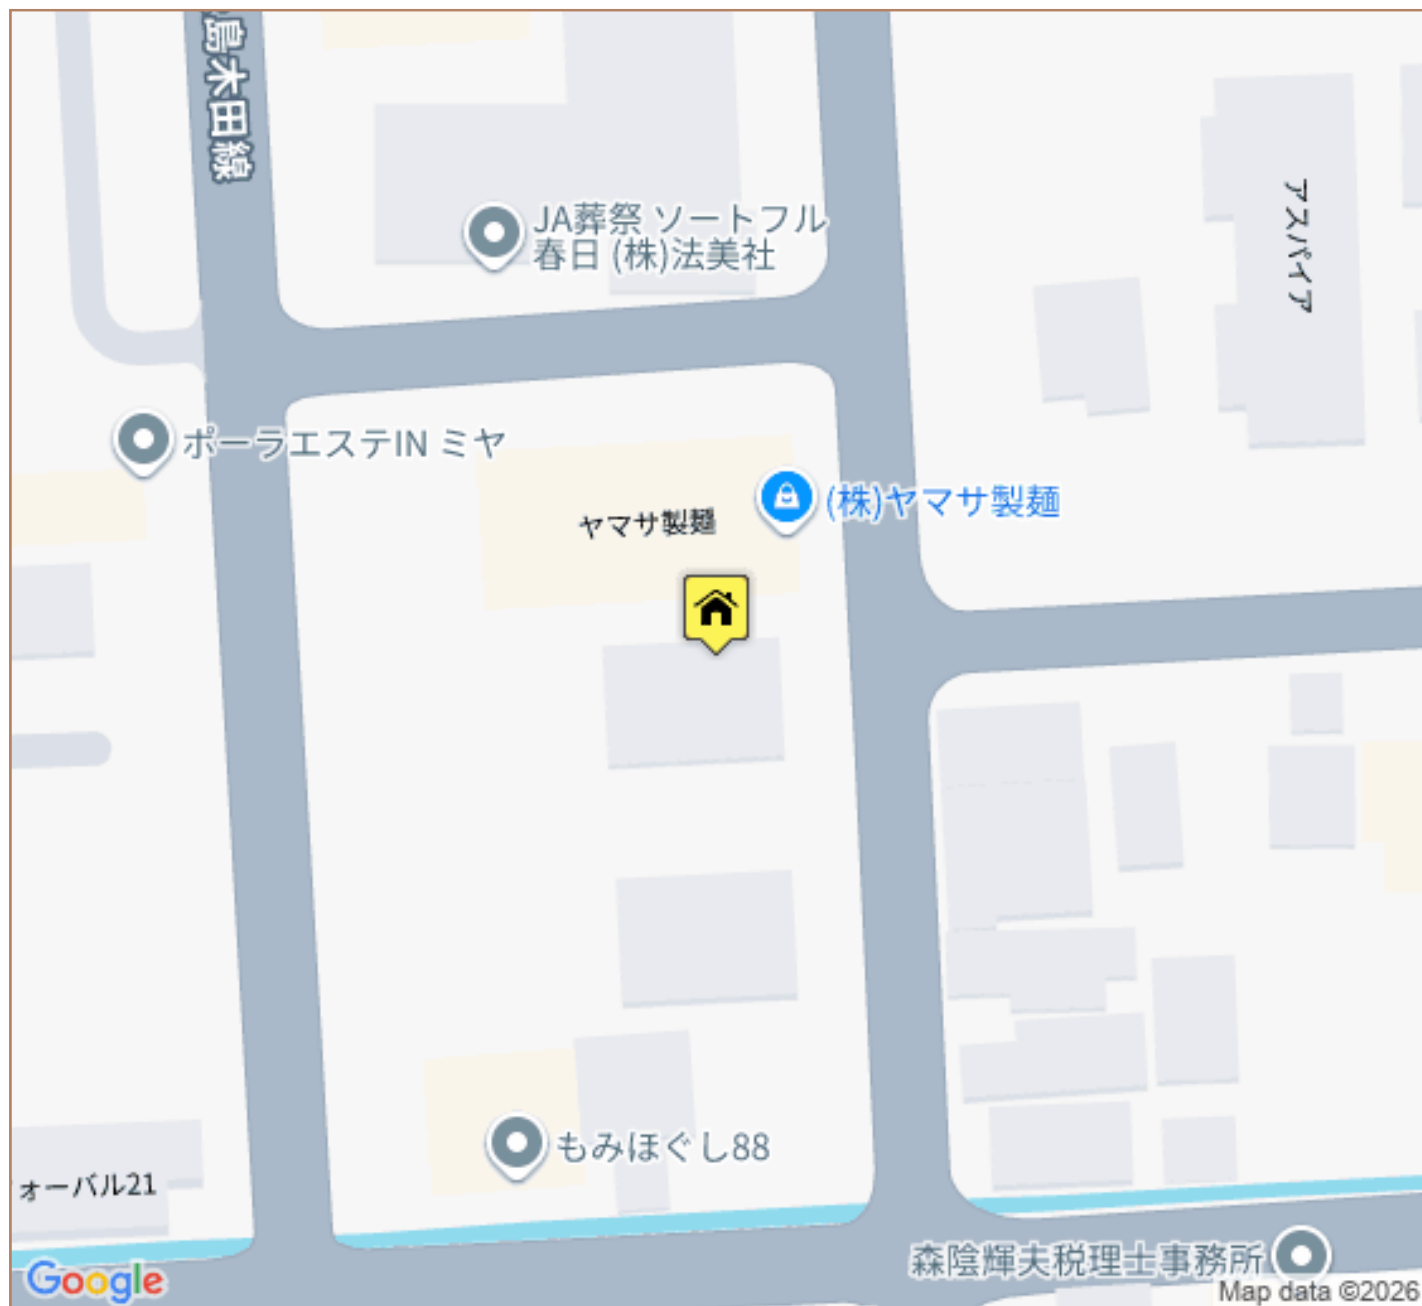 島木田線
JA葬祭 ソートフル
春日 (株)法美社
アスパイア
ポーラエステIN ミヤ
(株)ヤマサ製麺
ヤマサ製麺
もみほぐし88
ォーバル21
森陰輝夫税理士事務所
Google
Map data ©2026